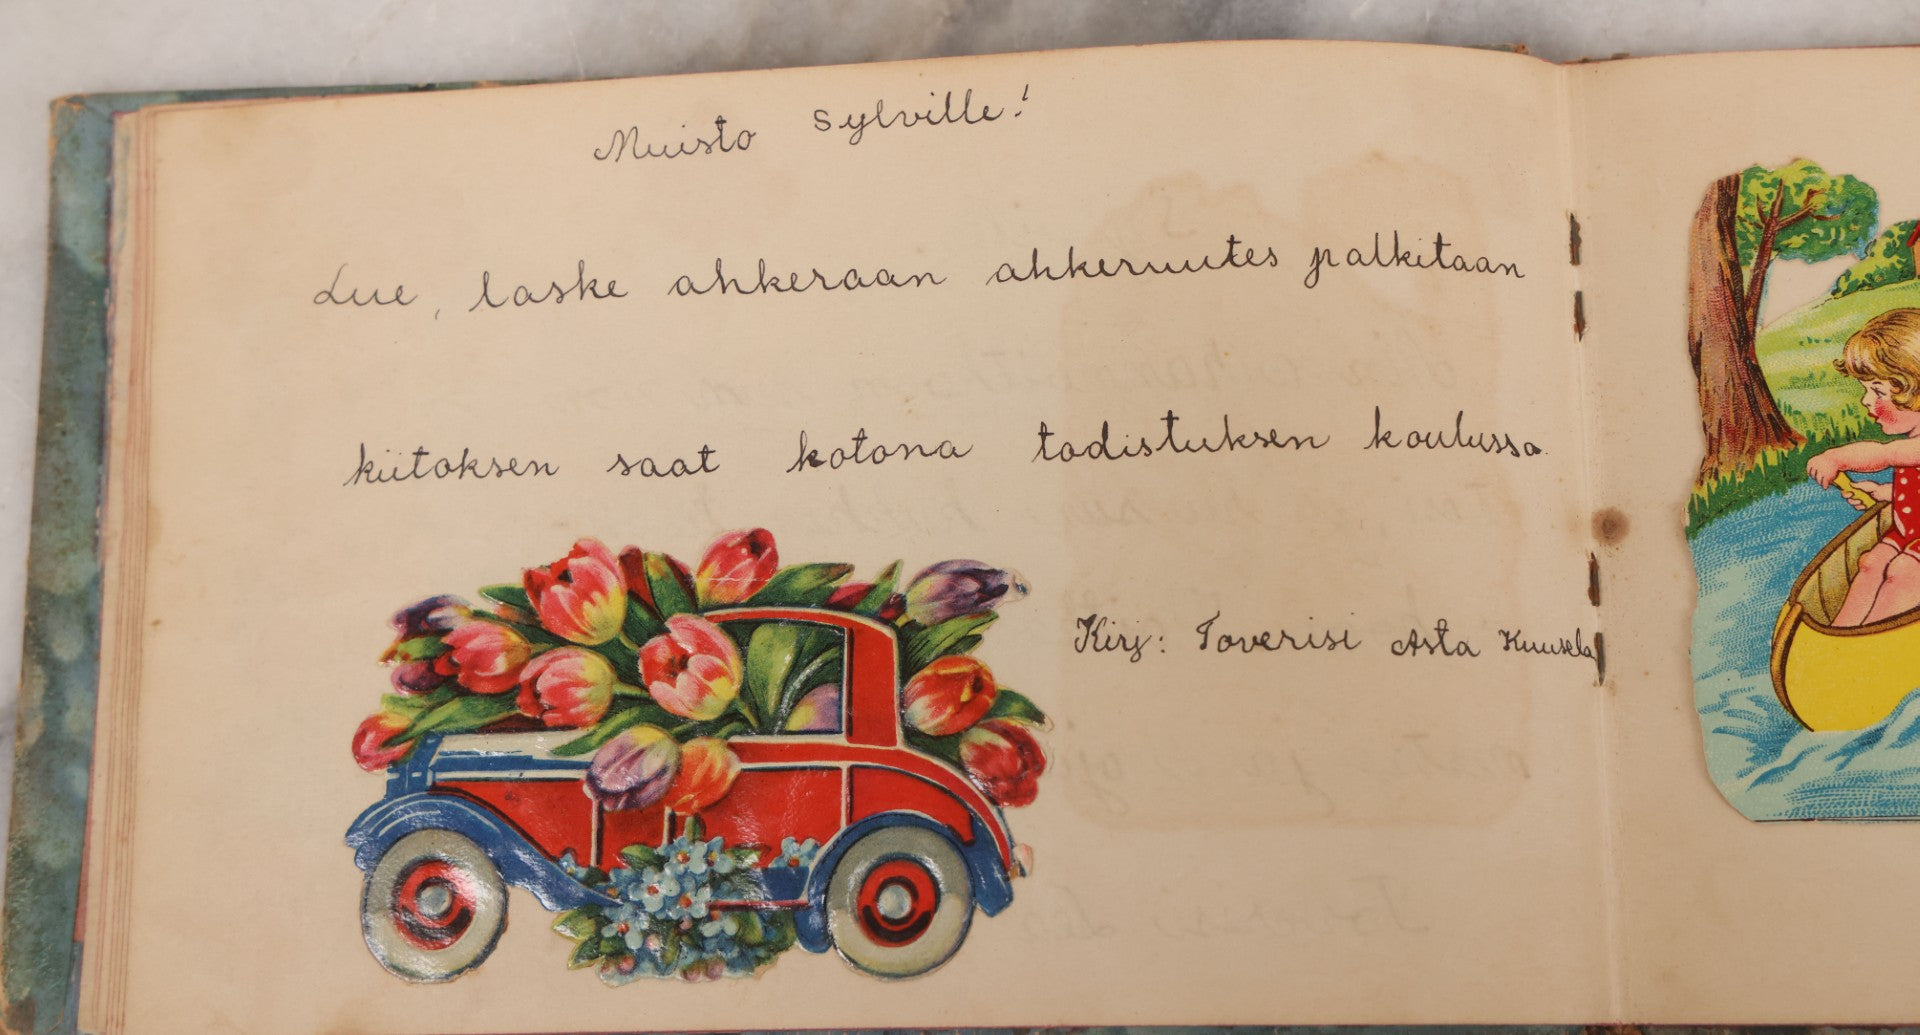 Muisto Sylville!
Lue, laske ahkeraan ahkeruutes palkitaan
kiitoksen saat kotona todistuksen koulussa.
Kirj: Toverisi Asta Kuusela